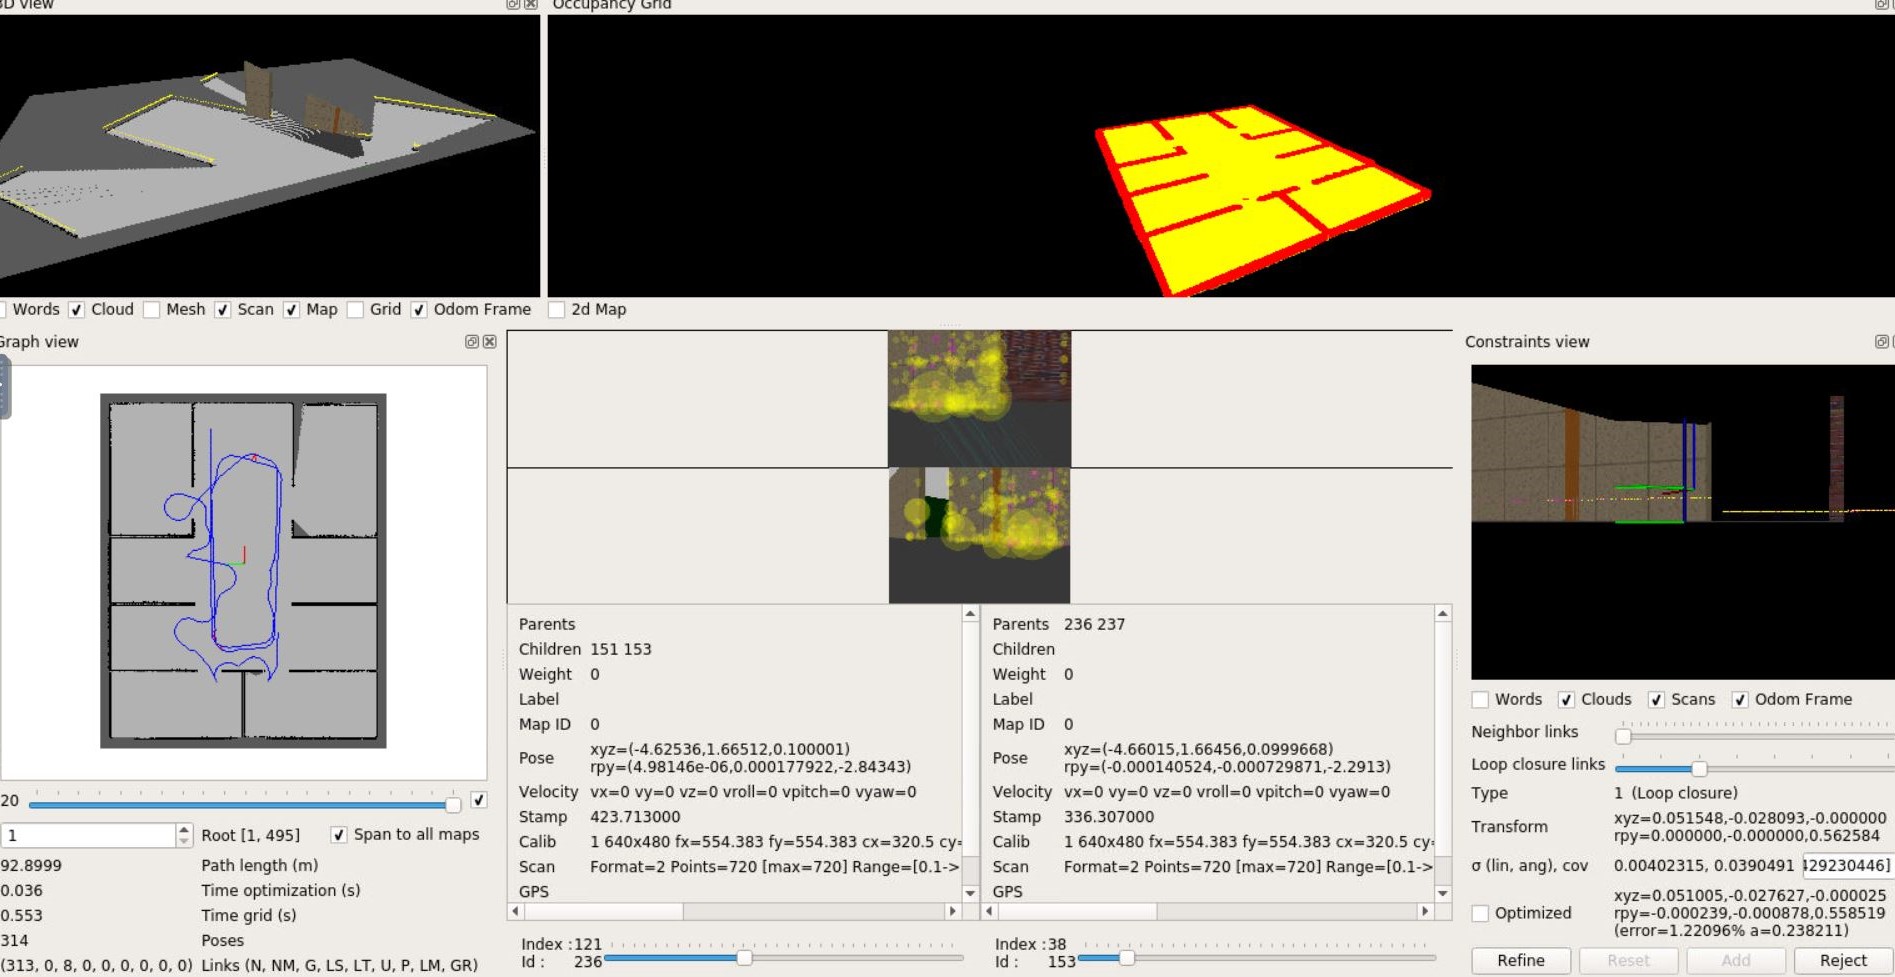 3D View
Occupancy Grid
Words Cloud Mesh Scan Map Grid Odom Frame 2d Map
Graph view
Constraints view
Parents
Children 151 153
Weight 0
Label
Map ID 0
Pose xyz=(-4.62536,1.66512,0.100001)
rpy=(4.98146e-06,0.000177922,-2.84343)
Velocity vx=0 vy=0 vz=0 vroll=0 vpitch=0 vyaw=0
Stamp 423.713000
Calib 1 640x480 fx=554.383 fy=554.383 cx=320.5 cy=
Scan Format=2 Points=720 [max=720] Range=[0.1->
GPS
Index :121
Id : 236
Parents 236 237
Children
Weight 0
Label
Map ID 0
Pose xyz=(-4.66015,1.66456,0.0999668)
rpy=(-0.000140524,-0.000729871,-2.2913)
Velocity vx=0 vy=0 vz=0 vroll=0 vpitch=0 vyaw=0
Stamp 336.307000
Calib 1 640x480 fx=554.383 fy=554.383 cx=320.5 cy=
Scan Format=2 Points=720 [max=720] Range=[0.1->
GPS
Index :38
Id : 153
Words Clouds Scans Odom Frame
Neighbor links
Loop closure links
Type 1 (Loop closure)
Transform xyz=0.051548,-0.028093,-0.000000
rpy=0.000000,-0.000000,0.562584
σ (lin, ang), cov 0.00402315, 0.0390491 429230446]
Optimized xyz=0.051005,-0.027627,-0.000025
rpy=-0.000239,-0.000878,0.558519
(error=1.22096% a=0.238211)
Refine Reset Add Reject
20
1 Root [1, 495] Span to all maps
92.8999 Path length (m)
0.036 Time optimization (s)
0.553 Time grid (s)
314 Poses
(313, 0, 8, 0, 0, 0, 0, 0, 0) Links (N, NM, G, LS, LT, U, P, LM, GR)